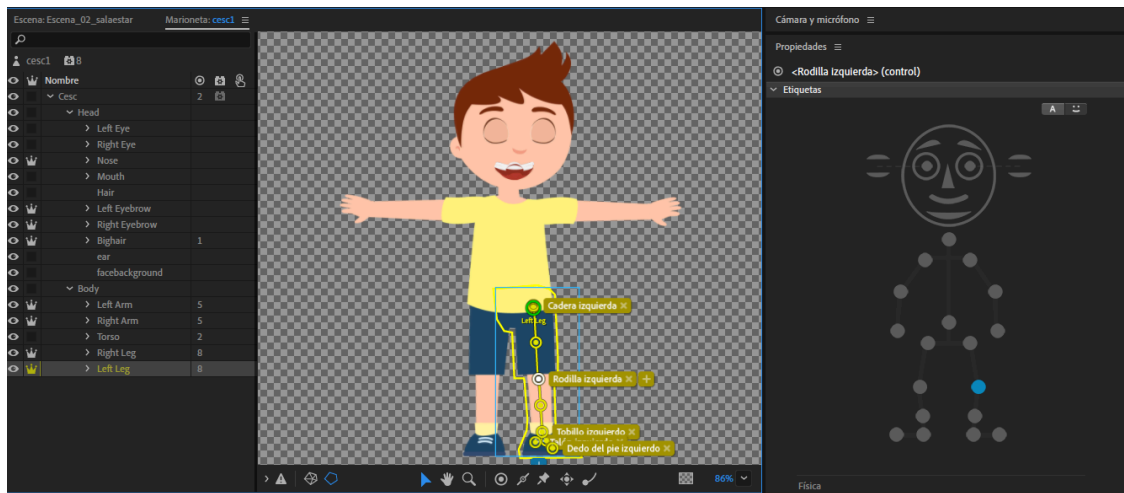 Escena: Escena_02_salaestar
Marioneta: cesc1
cesc1 8
Nombre
Cesc 2
Head
Left Eye
Right Eye
Nose
Mouth
Hair
Left Eyebrow
Right Eyebrow
Bighair 1
ear
facebackground
Body
Left Arm 5
Right Arm 5
Torso 2
Right Leg 8
Left Leg 8
Cadera izquierda ×
Left Leg
Rodilla izquierda × +
Tobillo izquierdo ×
Dedo del pie izquierdo ×
86%
Cámara y micrófono
Propiedades
<Rodilla Izquierda> (control)
Etiquetas
A
Física